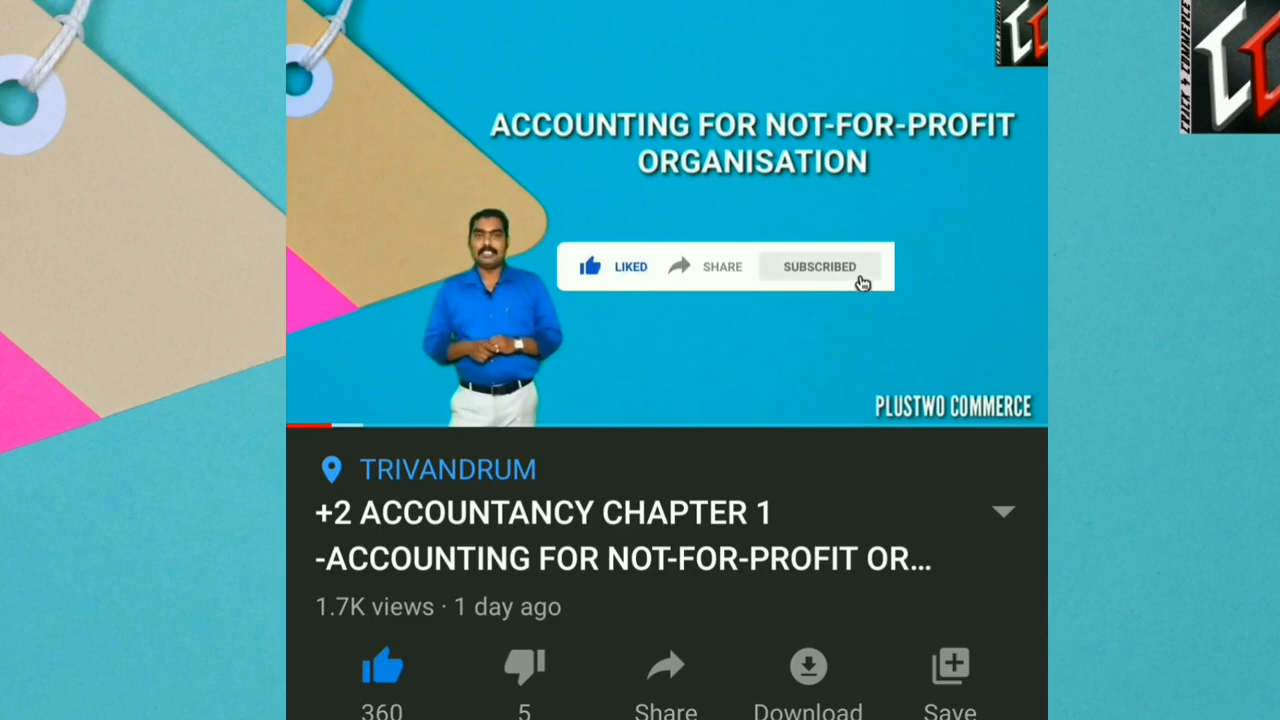 ACCOUNTING FOR NOT-FOR-PROFIT
ORGANISATION
LIKED SHARE SUBSCRIBED
PLUSTWO COMMERCE
TRIVANDRUM
+2 ACCOUNTANCY CHAPTER 1
-ACCOUNTING FOR NOT-FOR-PROFIT OR...
1.7K views · 1 day ago
360 5 Share Download Save